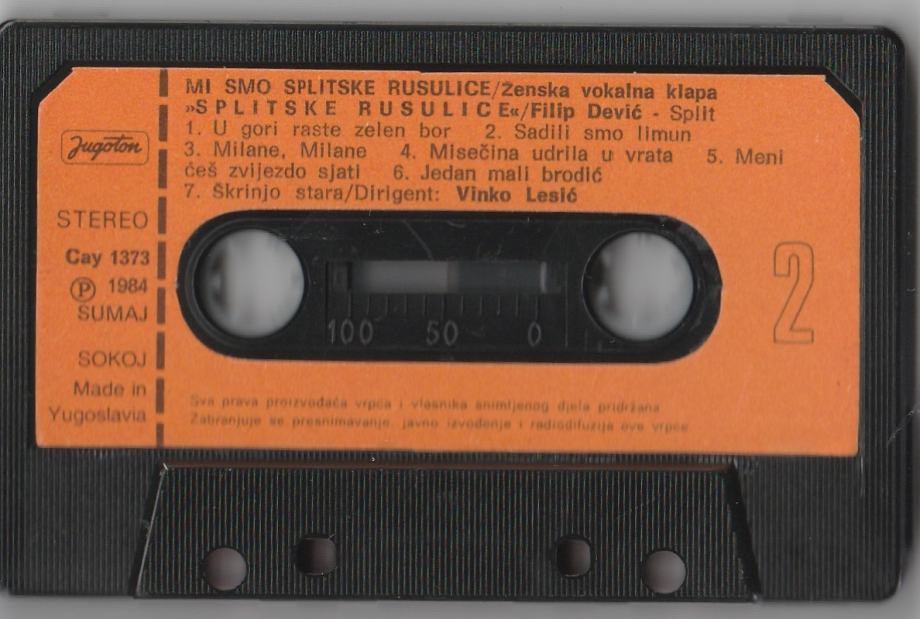 MI SMO SPLITSKE RUSULICE/Ženska vokalna klapa
»SPLITSKE RUSULICE«/Filip Dević - Split
1. U gori raste zelen bor 2. Sadili smo limun
3. Milane, Milane 4. Misečina udrila u vrata 5. Meni
ćeš zvijezdo sjati 6. Jedan mali brodić
7. Škrinjo stara/Dirigent: Vinko Lesić
Jugoton
STEREO
Cay 1373
Ⓟ 1984
SUMAJ
SOKOJ
Made in
Yugoslavia
2
100 50 0
Sva prava proizvođača vrpca i vlasnika snimljenog djela pridržana
Zabranjuje se presnimavanje, javno izvođenje i radiodifuzija ove vrpce